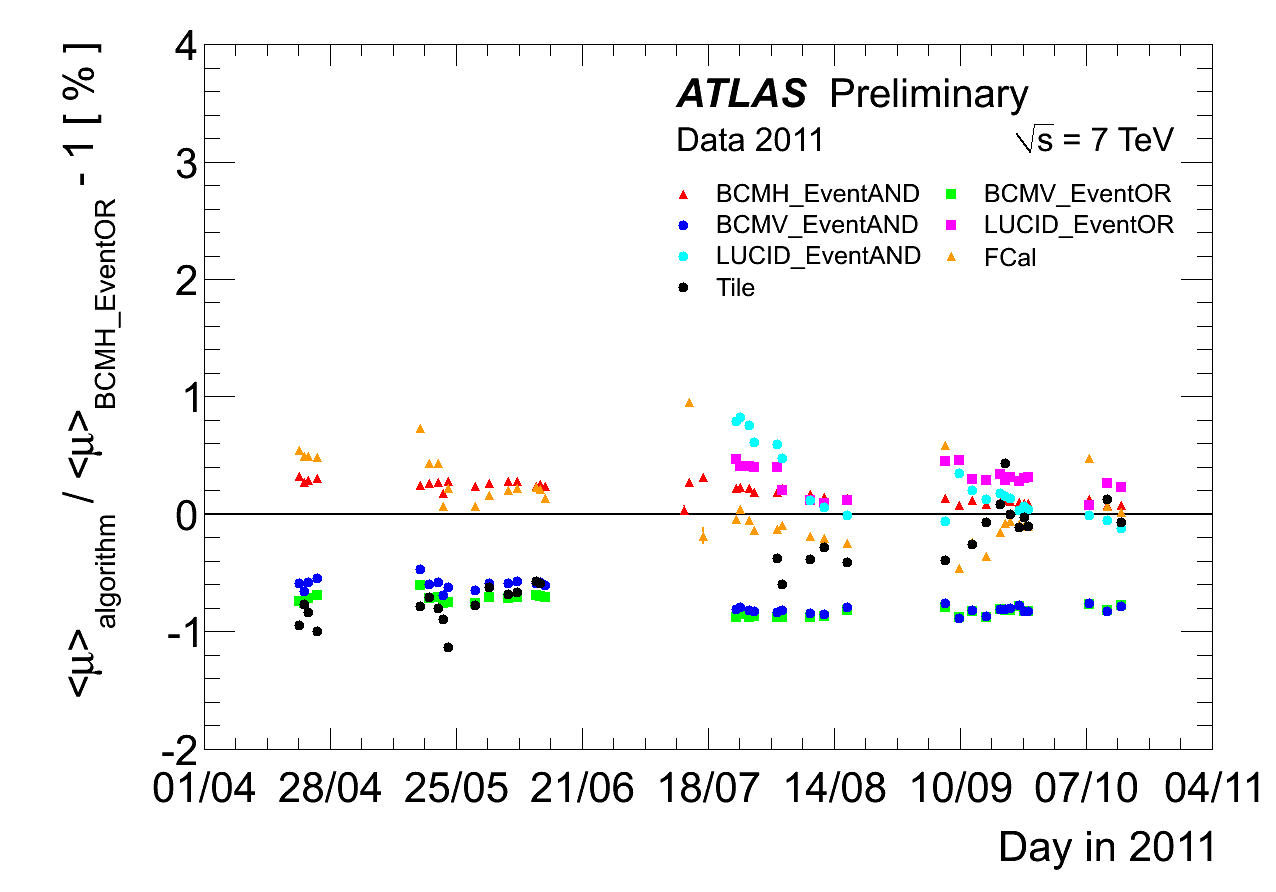 ATLAS Preliminary
Data 2011 √s = 7 TeV
BCMH_EventAND BCMV_EventOR
BCMV_EventAND LUCID_EventOR
LUCID_EventAND FCal
Tile
<μ>algorithm / <μ>BCMH_EventOR - 1 [ % ]
4
3
2
1
0
-1
-2
01/04 28/04 25/05 21/06 18/07 14/08 10/09 07/10 04/11
Day in 2011